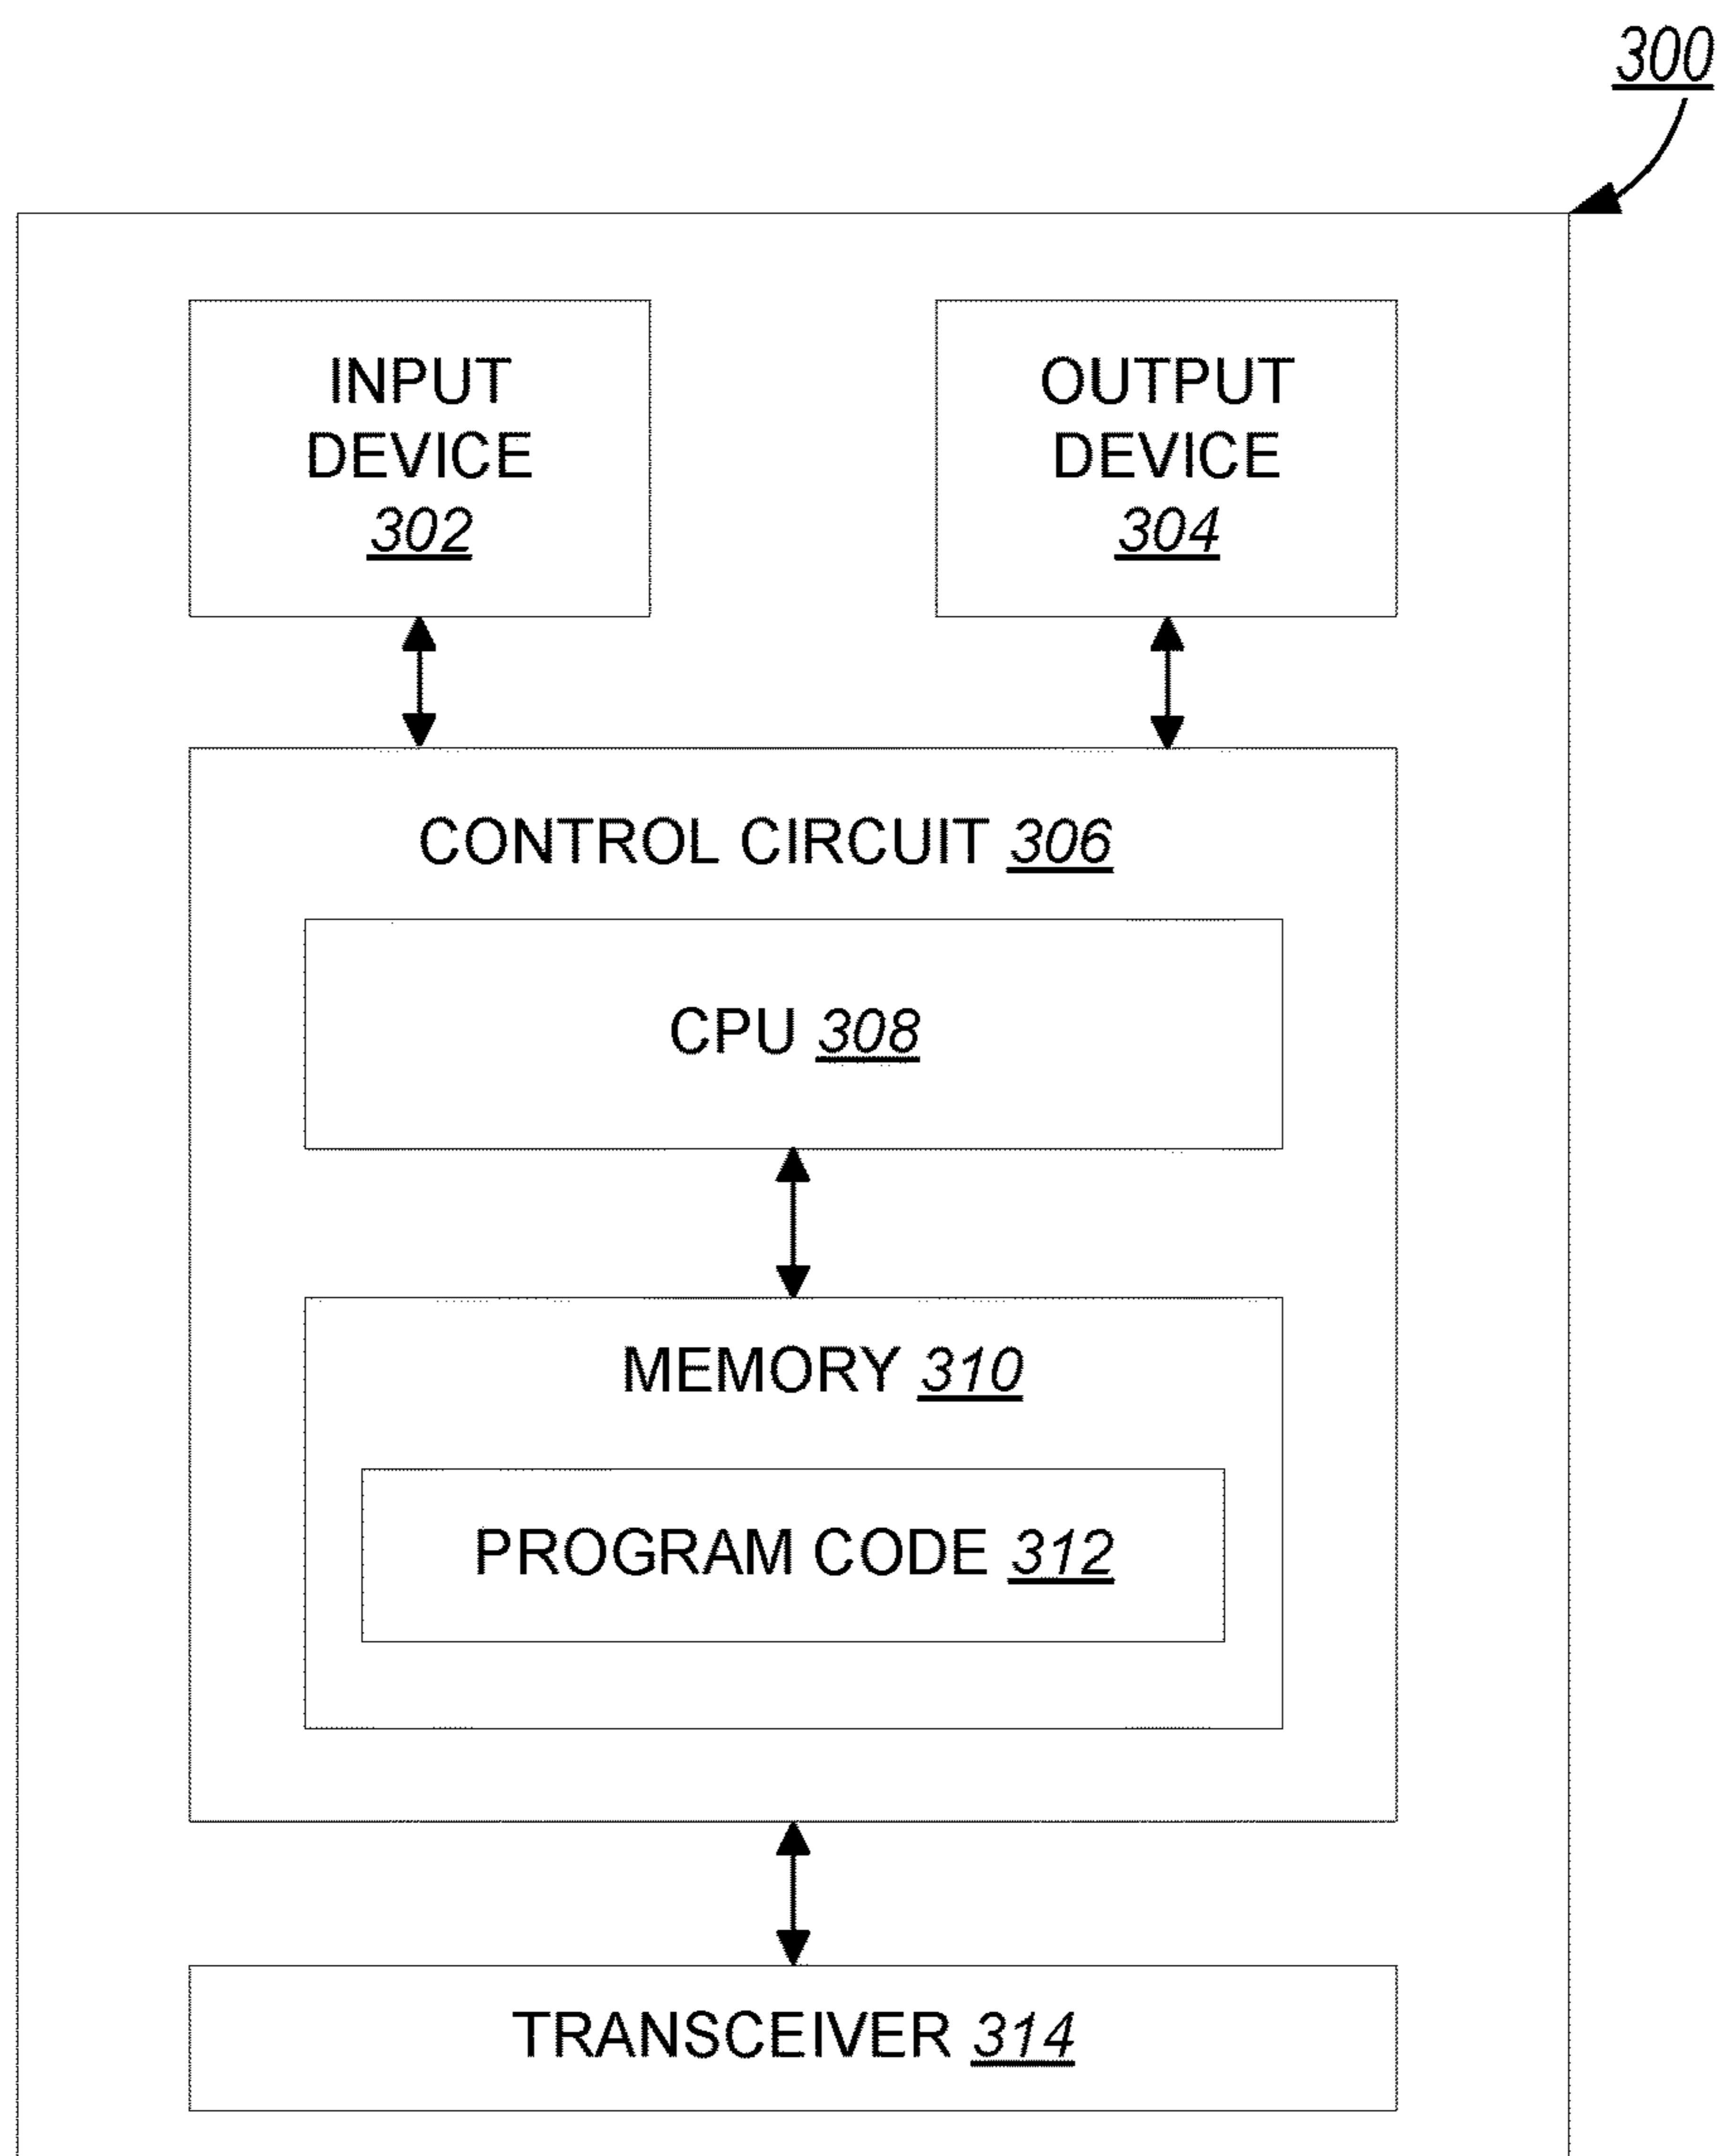 300
INPUT
DEVICE
302
OUTPUT
DEVICE
304
CONTROL CIRCUIT 306
CPU 308
MEMORY 310
PROGRAM CODE 312
TRANSCEIVER 314